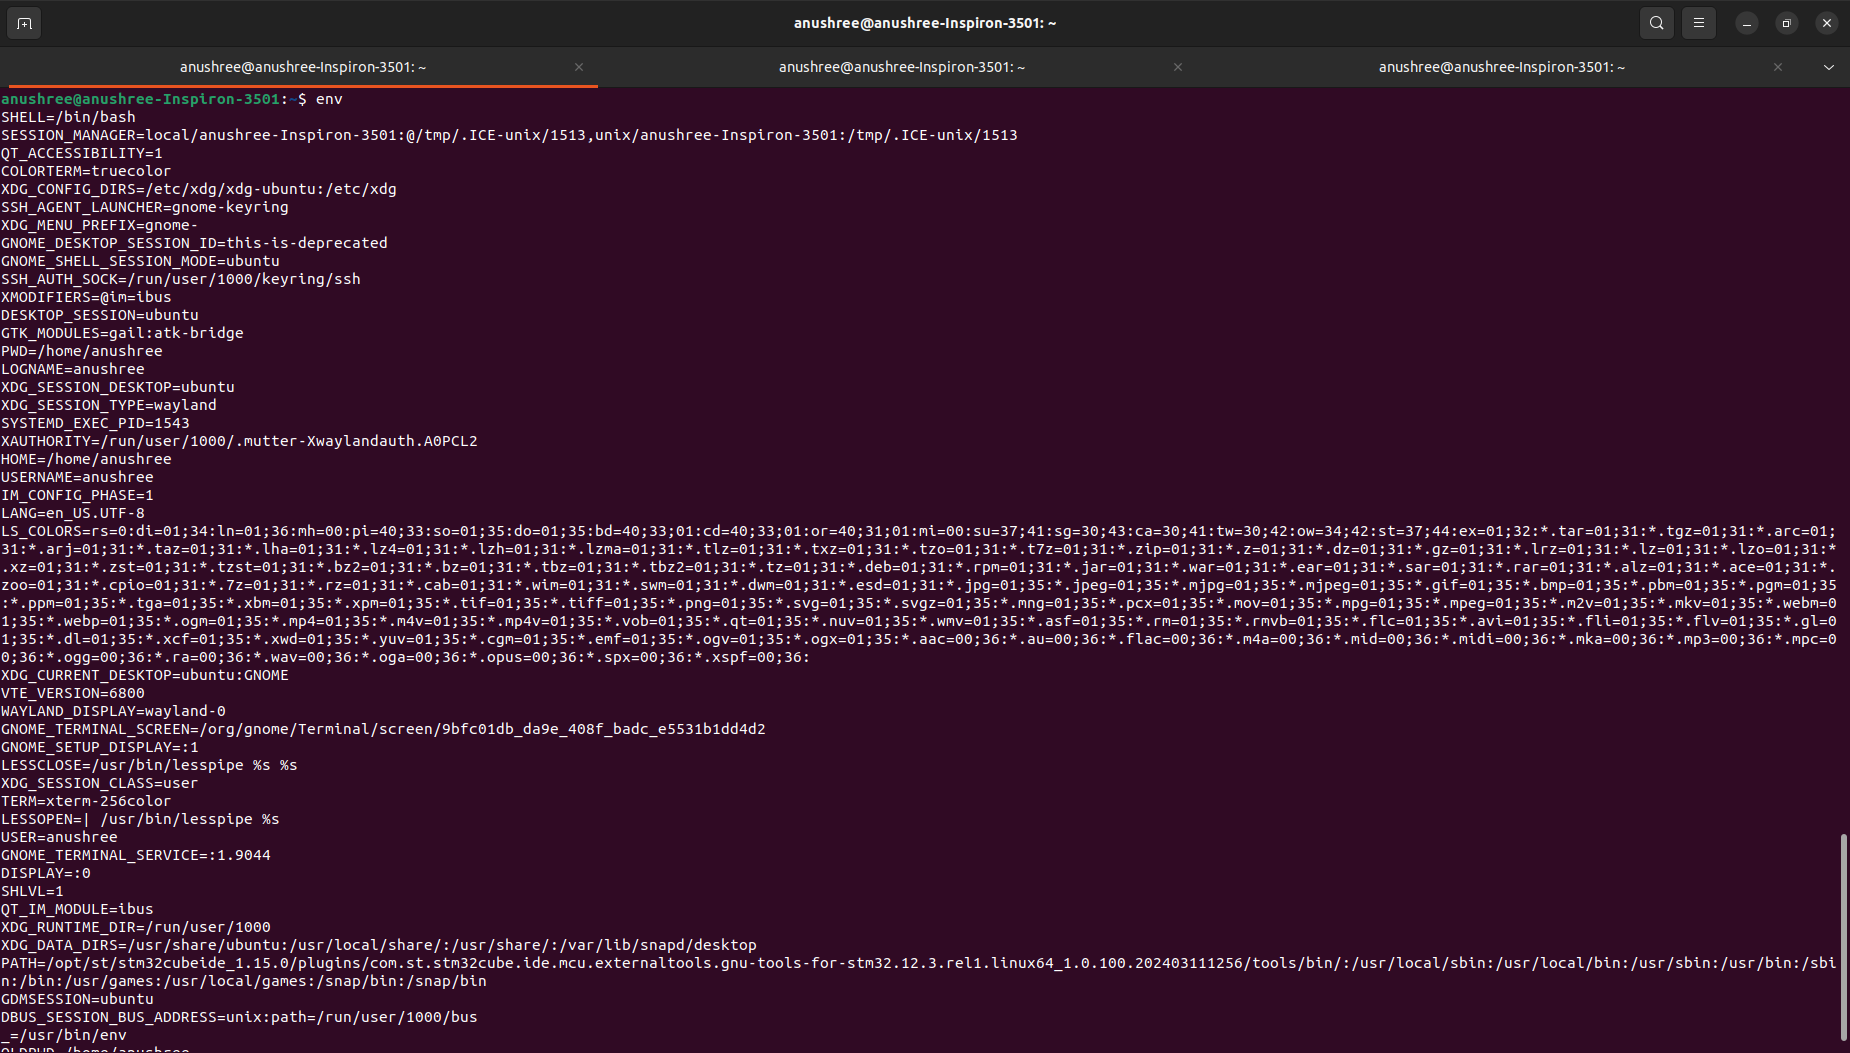 anushree@anushree-Inspiron-3501: ~
anushree@anushree-Inspiron-3501: ~
anushree@anushree-Inspiron-3501: ~
anushree@anushree-Inspiron-3501: ~
anushree@anushree-Inspiron-3501:~$ env
SHELL=/bin/bash
SESSION_MANAGER=local/anushree-Inspiron-3501:@/tmp/.ICE-unix/1513,unix/anushree-Inspiron-3501:/tmp/.ICE-unix/1513
QT_ACCESSIBILITY=1
COLORTERM=truecolor
XDG_CONFIG_DIRS=/etc/xdg/xdg-ubuntu:/etc/xdg
SSH_AGENT_LAUNCHER=gnome-keyring
XDG_MENU_PREFIX=gnome-
GNOME_DESKTOP_SESSION_ID=this-is-deprecated
GNOME_SHELL_SESSION_MODE=ubuntu
SSH_AUTH_SOCK=/run/user/1000/keyring/ssh
XMODIFIERS=@im=ibus
DESKTOP_SESSION=ubuntu
GTK_MODULES=gail:atk-bridge
PWD=/home/anushree
LOGNAME=anushree
XDG_SESSION_DESKTOP=ubuntu
XDG_SESSION_TYPE=wayland
SYSTEMD_EXEC_PID=1543
XAUTHORITY=/run/user/1000/.mutter-Xwaylandauth.A0PCL2
HOME=/home/anushree
USERNAME=anushree
IM_CONFIG_PHASE=1
LANG=en_US.UTF-8
LS_COLORS=rs=0:di=01;34:ln=01;36:mh=00:pi=40;33:so=01;35:do=01;35:bd=40;33;01:cd=40;33;01:or=40;31;01:mi=00:su=37;41:sg=30;43:ca=30;41:tw=30;42:ow=34;42:st=37;44:ex=01;32:*.tar=01;31:*.tgz=01;31:*.arc=01;
31:*.arj=01;31:*.taz=01;31:*.lha=01;31:*.lz4=01;31:*.lzh=01;31:*.lzma=01;31:*.tlz=01;31:*.txz=01;31:*.tzo=01;31:*.t7z=01;31:*.zip=01;31:*.z=01;31:*.dz=01;31:*.gz=01;31:*.lrz=01;31:*.lz=01;31:*.lzo=01;31:*
.xz=01;31:*.zst=01;31:*.tzst=01;31:*.bz2=01;31:*.bz=01;31:*.tbz=01;31:*.tbz2=01;31:*.tz=01;31:*.deb=01;31:*.rpm=01;31:*.jar=01;31:*.war=01;31:*.ear=01;31:*.sar=01;31:*.rar=01;31:*.alz=01;31:*.ace=01;31:*.
zoo=01;31:*.cpio=01;31:*.7z=01;31:*.rz=01;31:*.cab=01;31:*.wim=01;31:*.swm=01;31:*.dwm=01;31:*.esd=01;31:*.jpg=01;35:*.jpeg=01;35:*.mjpg=01;35:*.mjpeg=01;35:*.gif=01;35:*.bmp=01;35:*.pbm=01;35:*.pgm=01;35
:*.ppm=01;35:*.tga=01;35:*.xbm=01;35:*.xpm=01;35:*.tif=01;35:*.tiff=01;35:*.png=01;35:*.svg=01;35:*.svgz=01;35:*.mng=01;35:*.pcx=01;35:*.mov=01;35:*.mpg=01;35:*.mpeg=01;35:*.m2v=01;35:*.mkv=01;35:*.webm=0
1;35:*.webp=01;35:*.ogm=01;35:*.mp4=01;35:*.m4v=01;35:*.mp4v=01;35:*.vob=01;35:*.qt=01;35:*.nuv=01;35:*.wmv=01;35:*.asf=01;35:*.rm=01;35:*.rmvb=01;35:*.flc=01;35:*.avi=01;35:*.fli=01;35:*.flv=01;35:*.gl=0
1;35:*.dl=01;35:*.xcf=01;35:*.xwd=01;35:*.yuv=01;35:*.cgm=01;35:*.emf=01;35:*.ogv=01;35:*.ogx=01;35:*.aac=00;36:*.au=00;36:*.flac=00;36:*.m4a=00;36:*.mid=00;36:*.midi=00;36:*.mka=00;36:*.mp3=00;36:*.mpc=0
0;36:*.ogg=00;36:*.ra=00;36:*.wav=00;36:*.oga=00;36:*.opus=00;36:*.spx=00;36:*.xspf=00;36:
XDG_CURRENT_DESKTOP=ubuntu:GNOME
VTE_VERSION=6800
WAYLAND_DISPLAY=wayland-0
GNOME_TERMINAL_SCREEN=/org/gnome/Terminal/screen/9bfc01db_da9e_408f_badc_e5531b1dd4d2
GNOME_SETUP_DISPLAY=:1
LESSCLOSE=/usr/bin/lesspipe %s %s
XDG_SESSION_CLASS=user
TERM=xterm-256color
LESSOPEN=| /usr/bin/lesspipe %s
USER=anushree
GNOME_TERMINAL_SERVICE=:1.9044
DISPLAY=:0
SHLVL=1
QT_IM_MODULE=ibus
XDG_RUNTIME_DIR=/run/user/1000
XDG_DATA_DIRS=/usr/share/ubuntu:/usr/local/share/:/usr/share/:/var/lib/snapd/desktop
PATH=/opt/st/stm32cubeide_1.15.0/plugins/com.st.stm32cube.ide.mcu.externaltools.gnu-tools-for-stm32.12.3.rel1.linux64_1.0.100.202403111256/tools/bin/:/usr/local/sbin:/usr/local/bin:/usr/sbin:/usr/bin:/sbi
n:/bin:/usr/games:/usr/local/games:/snap/bin:/snap/bin
GDMSESSION=ubuntu
DBUS_SESSION_BUS_ADDRESS=unix:path=/run/user/1000/bus
_=/usr/bin/env
OLDPWD=/home/anushree